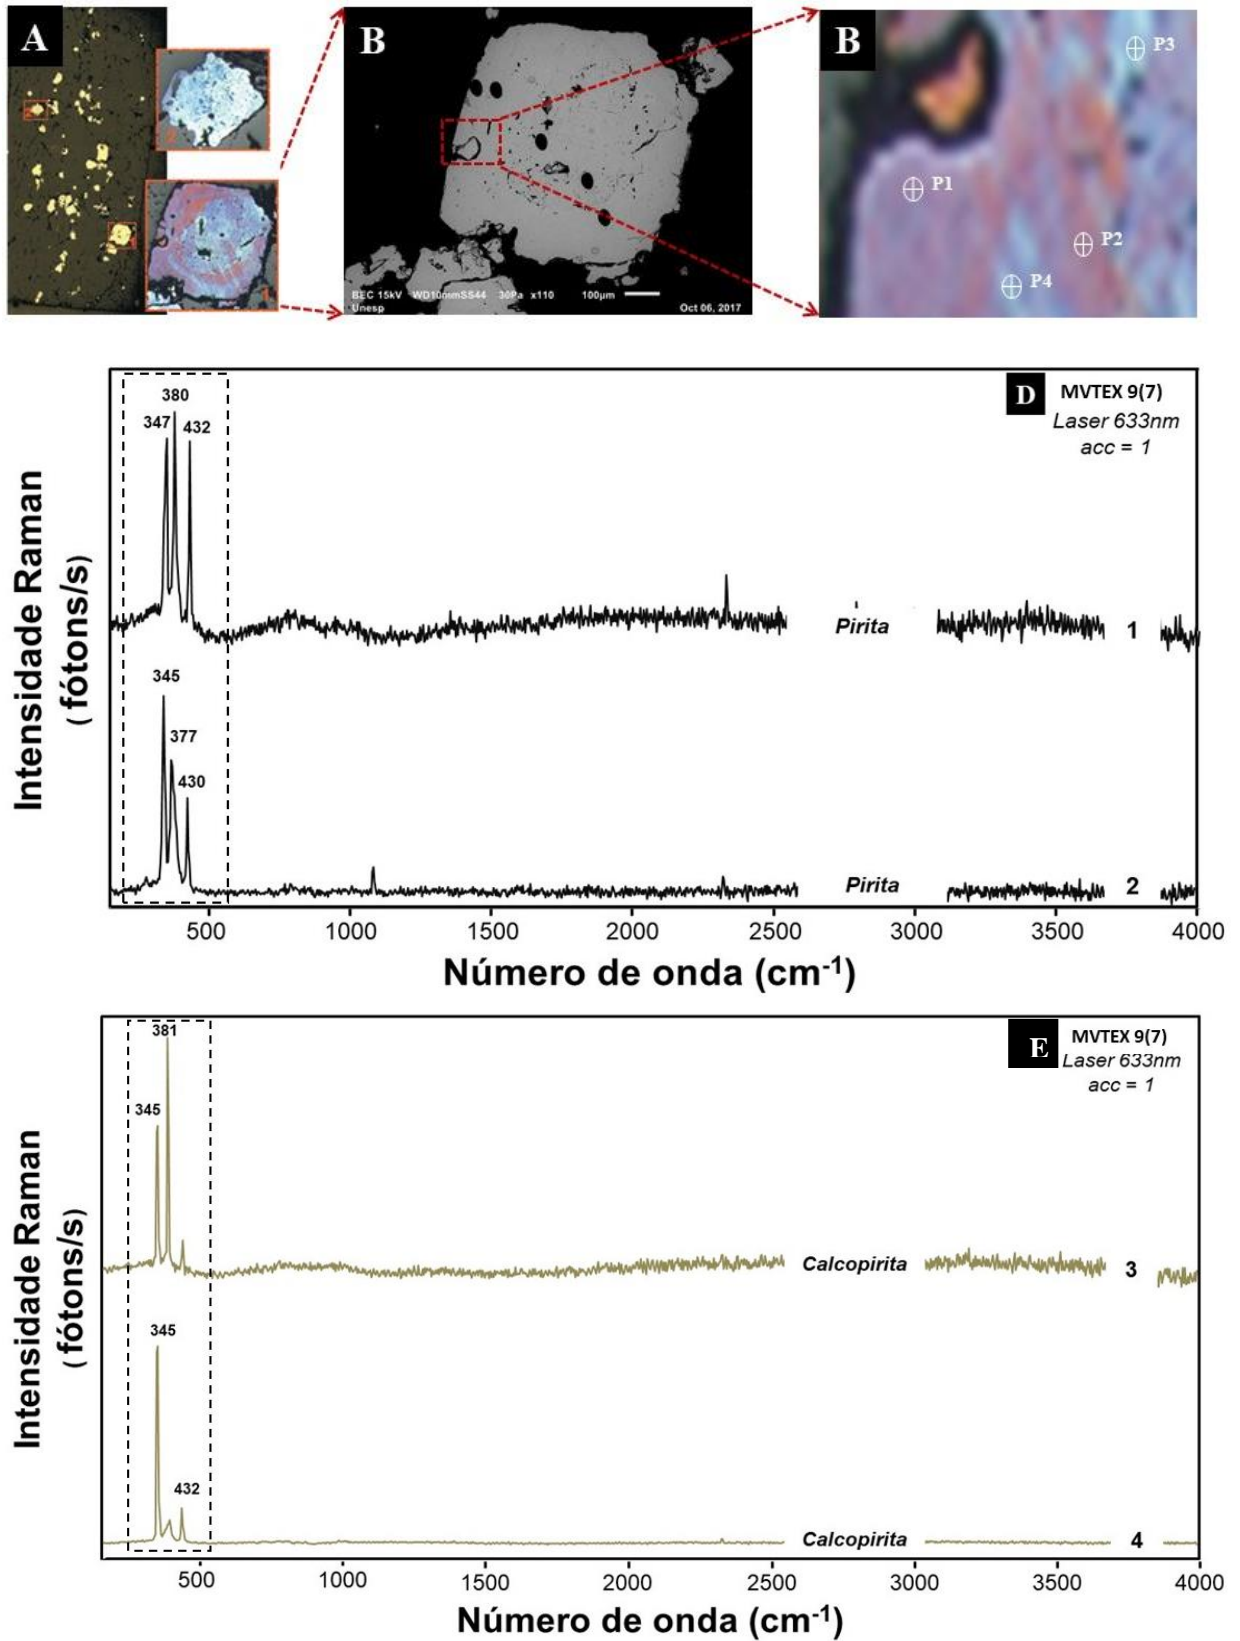 A
B
B
P3
P1
P2
P4
BEC 15kV WD10mmSS44 30Pa x110 100µm
Unesp Oct 06, 2017
D MVTEX 9(7)
Laser 633nm
acc = 1
380
347 432
Pirita 1
345
377
430
Pirita 2
Intensidade Raman
(fótons/s)
500 1000 1500 2000 2500 3000 3500 4000
Número de onda (cm-1)
E MVTEX 9(7)
Laser 633nm
acc = 1
381
345
Calcopirita 3
345
432
Calcopirita 4
Intensidade Raman
(fótons/s)
500 1000 1500 2000 2500 3000 3500 4000
Número de onda (cm-1)